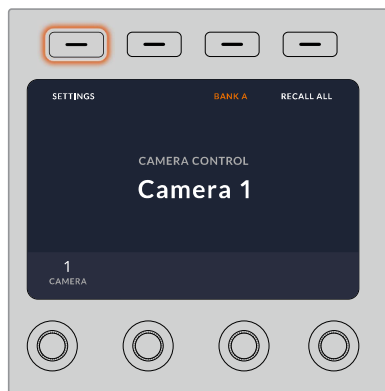 SETTINGS BANK A RECALL ALL
CAMERA CONTROL
Camera 1
1
CAMERA